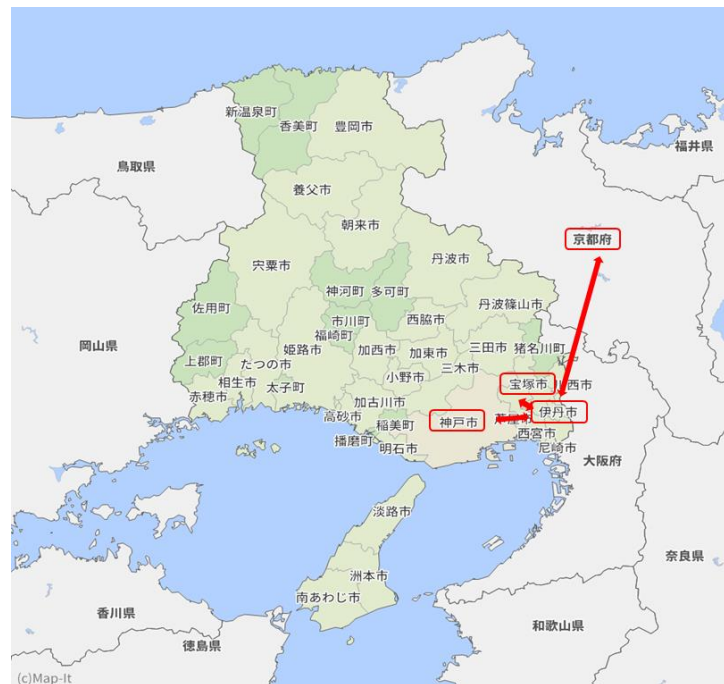 新温泉町
香美町
豊岡市
鳥取県
福井県
養父市
朝来市
京都府
宍粟市
丹波市
神河町
多可町
丹波篠山市
佐用町
市川町
西脇市
岡山県
福崎町
猪名川町
姫路市
加西市
加東市
三田市
上郡町
たつの市
三木市
小野市
相生市
太子町
宝塚市
赤穂市
加古川市
伊丹市
高砂市
稲美町
神戸市
西宮市
播磨町
明石市
尼崎市
大阪府
淡路市
奈良県
洲本市
南あわじ市
香川県
和歌山県
徳島県
(c)Map-It